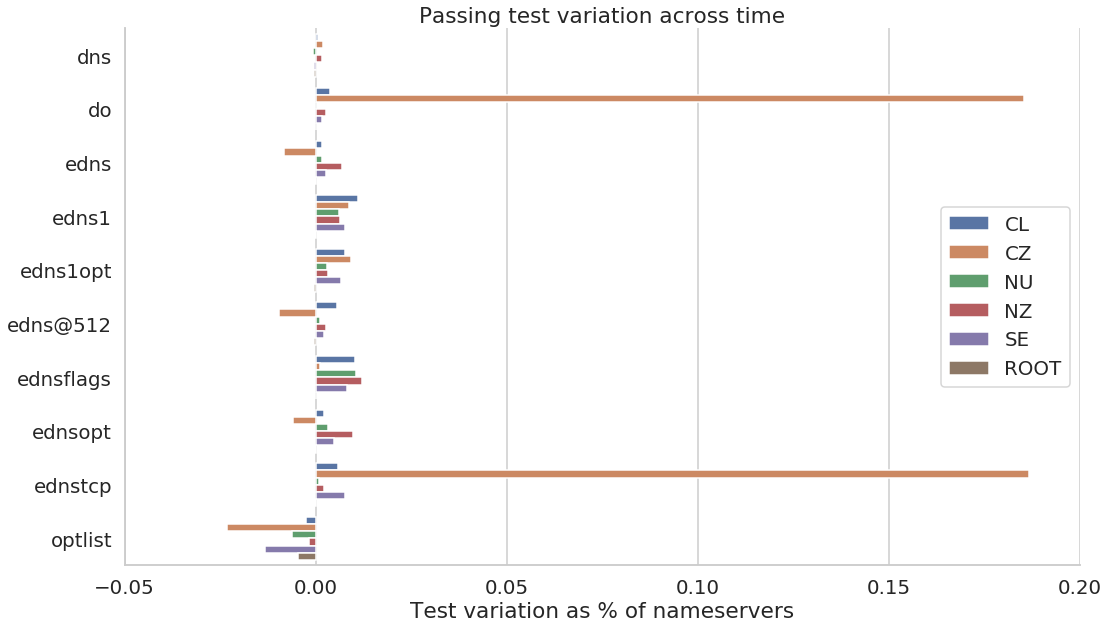 Passing test variation across time
dns
do
edns
edns1
edns1opt
edns@512
ednsflags
ednsopt
ednstcp
optlist
CL
CZ
NU
NZ
SE
ROOT
−0.05 0.00 0.05 0.10 0.15 0.20
Test variation as % of nameservers